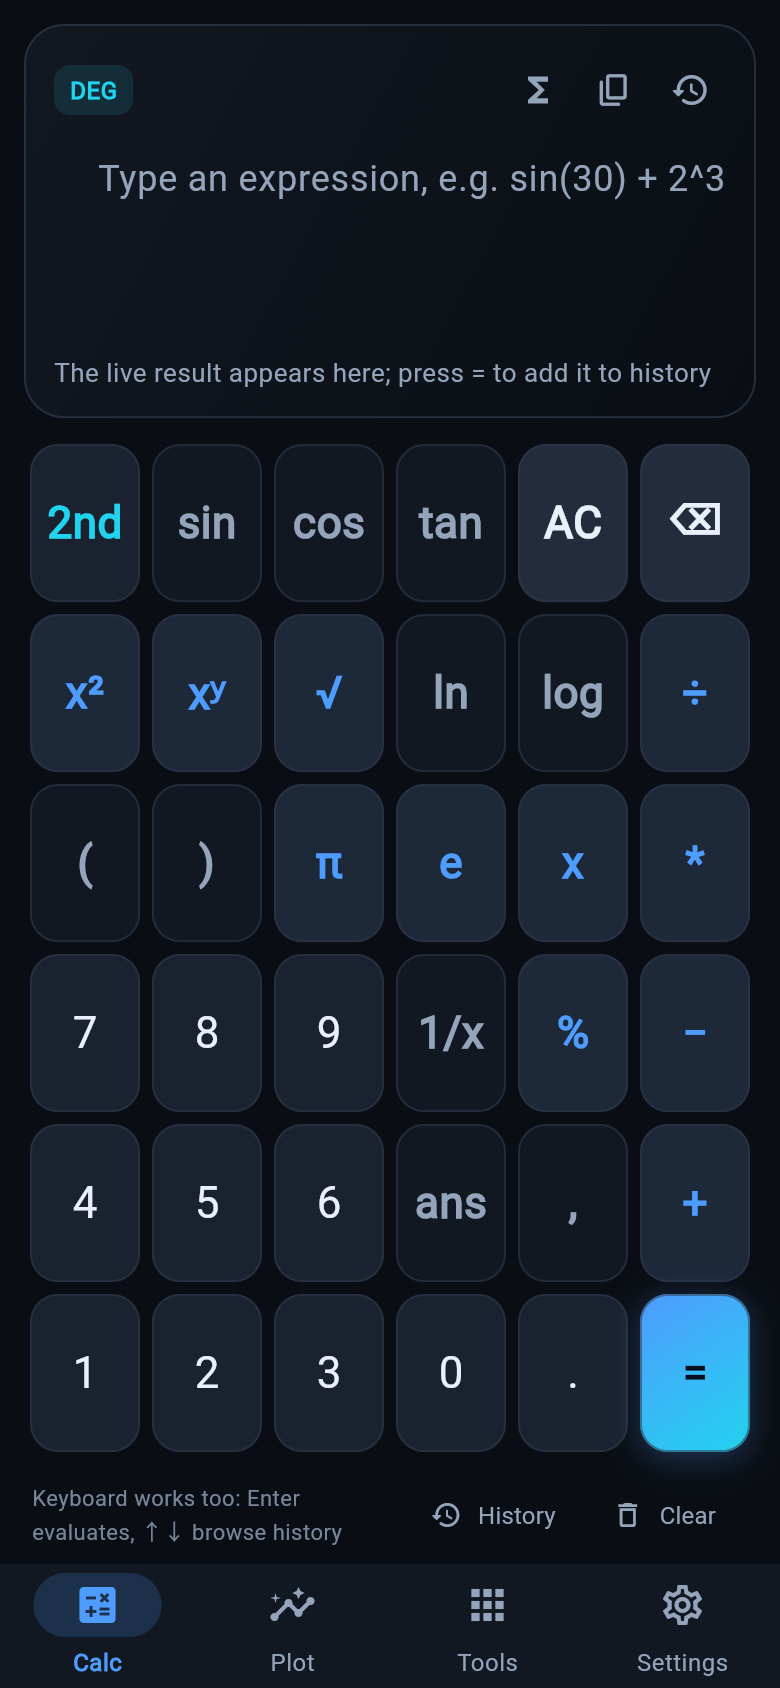 DEG
Type an expression, e.g. sin(30) + 2^3
The live result appears here; press = to add it to history
2nd sin cos tan AC
x² xʸ √ ln log ÷
( ) π e x *
7 8 9 1/x % −
4 5 6 ans , +
1 2 3 0 . =
Keyboard works too: Enter
evaluates, ↑↓ browse history
History Clear
Calc Plot Tools Settings